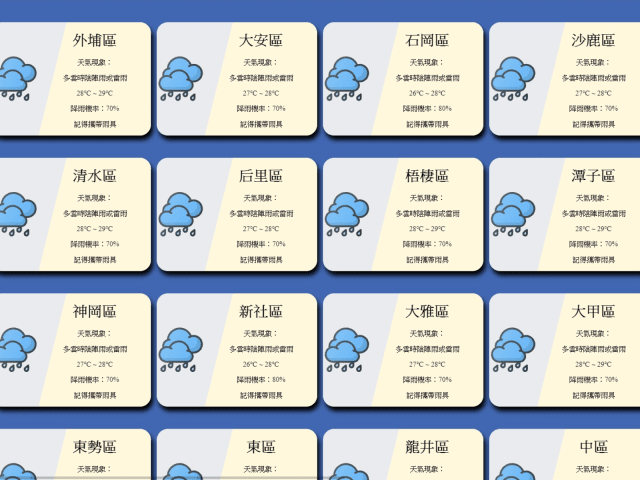 外埔區
天氣現象：
多雲時陰陣雨或雷雨
28°C ~ 29°C
降雨機率：70%
記得攜帶雨具
大安區
天氣現象：
多雲時陰陣雨或雷雨
27°C ~ 28°C
降雨機率：70%
記得攜帶雨具
石岡區
天氣現象：
多雲時陰陣雨或雷雨
26°C ~ 28°C
降雨機率：80%
記得攜帶雨具
沙鹿區
天氣現象：
多雲時陰陣雨或雷雨
27°C ~ 28°C
降雨機率：70%
記得攜帶雨具
清水區
天氣現象：
多雲時陰陣雨或雷雨
28°C ~ 29°C
降雨機率：70%
記得攜帶雨具
后里區
天氣現象：
多雲時陰陣雨或雷雨
27°C ~ 28°C
降雨機率：70%
記得攜帶雨具
梧棲區
天氣現象：
多雲時陰陣雨或雷雨
28°C ~ 29°C
降雨機率：70%
記得攜帶雨具
潭子區
天氣現象：
多雲時陰陣雨或雷雨
28°C ~ 29°C
降雨機率：70%
記得攜帶雨具
神岡區
天氣現象：
多雲時陰陣雨或雷雨
27°C ~ 29°C
降雨機率：70%
記得攜帶雨具
新社區
天氣現象：
多雲時陰陣雨或雷雨
26°C ~ 28°C
降雨機率：80%
記得攜帶雨具
大雅區
天氣現象：
多雲時陰陣雨或雷雨
27°C ~ 28°C
降雨機率：70%
記得攜帶雨具
大甲區
天氣現象：
多雲時陰陣雨或雷雨
28°C ~ 29°C
降雨機率：70%
記得攜帶雨具
東勢區
天氣現象：
東區
天氣現象：
龍井區
天氣現象：
中區
天氣現象：